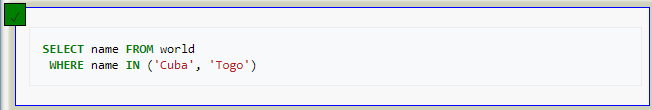 SELECT name FROM world
WHERE name IN ('Cuba', 'Togo')